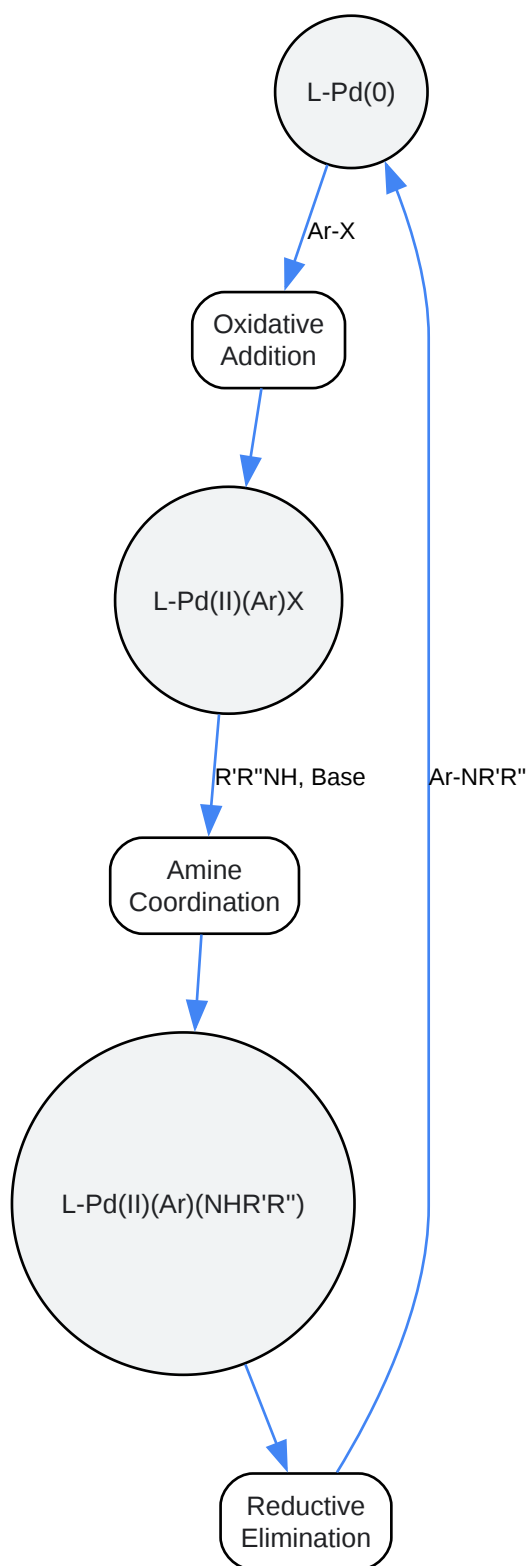 L-Pd(0)
Ar-X
Oxidative
Addition
L-Pd(II)(Ar)X
R'R"NH, Base
Ar-NR'R"
Amine
Coordination
L-Pd(II)(Ar)(NHR'R")
Reductive
Elimination